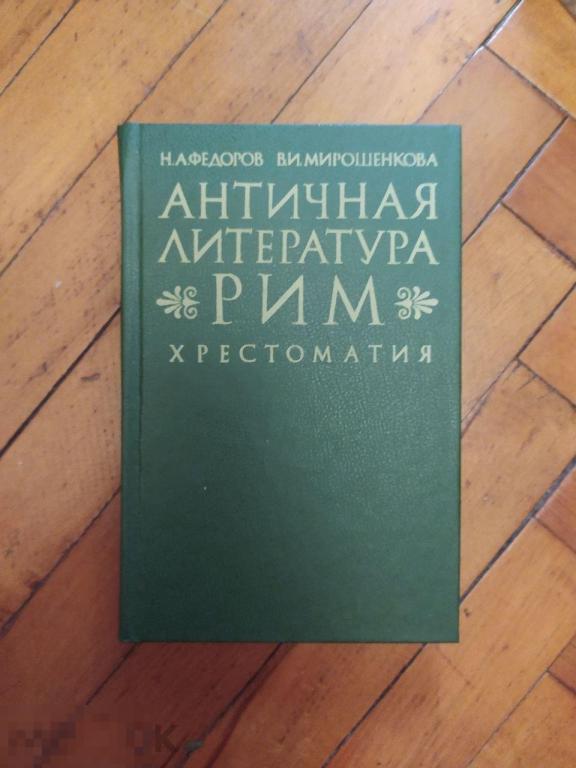 Н.А.ФЕДОРОВ В.И.МИРОШЕНКОВА
АНТИЧНАЯ
ЛИТЕРАТУРА
РИМ
ХРЕСТОМАТИЯ